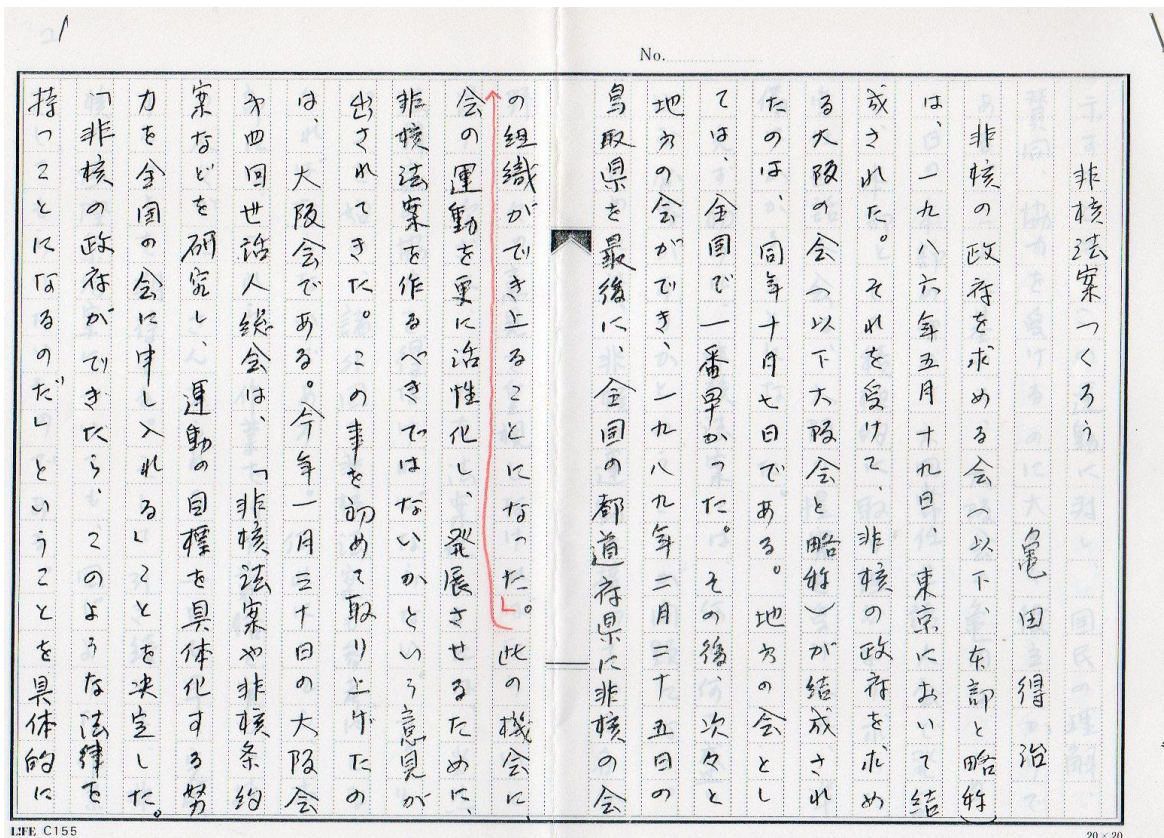 1
No.
非核法案つくろう
亀田得治
非核の政府を求める会(以下、本部と略称)
は、一九八六年五月十九日、東京において結
成された。それを受けて、非核の政府を求め
る大阪の会(以下大阪会と略称)が結成され
たのは、同年十月七日である。地方の会とし
ては、全国で一番早かった。その後、次々と
地方の会ができ、一九八九年二月二十五日の
鳥取県を最後に、全国の都道府県に非核の会
の組織ができ上ることになった。此の機会に、
会の運動を更に活性化し、発展させるために、
非核法案を作るべきではないかという意見が
出されてきた。この事を初めて取り上げたの
は、大阪会である。今年一月三十日の大阪会
第四回世話人総会は、「非核法案や非核条約
案などを研究し、運動の目標を具体化する努
力を全国の会に申し入れる」ことを決定した。
「非核の政府ができたら、このような法律を
持つことになるのだ」ということを具体的に
LIFE C155
20×20